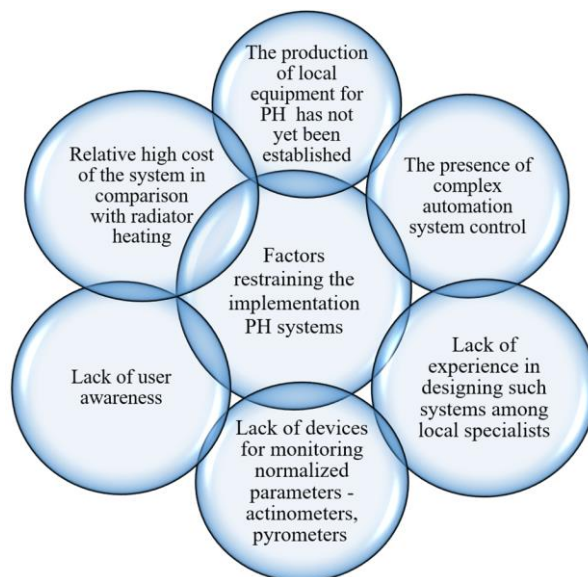 The production
of local
equipment for
PH has not
yet been
established
Relative high cost
of the system in
comparison
with radiator
heating
The presence of
complex
automation
system control
Factors
restraining the
implementation
PH systems
Lack of user
awareness
Lack of
experience in
designing such
systems among
local specialists
Lack of devices
for monitoring
normalized
parameters -
actinometers,
pyrometers